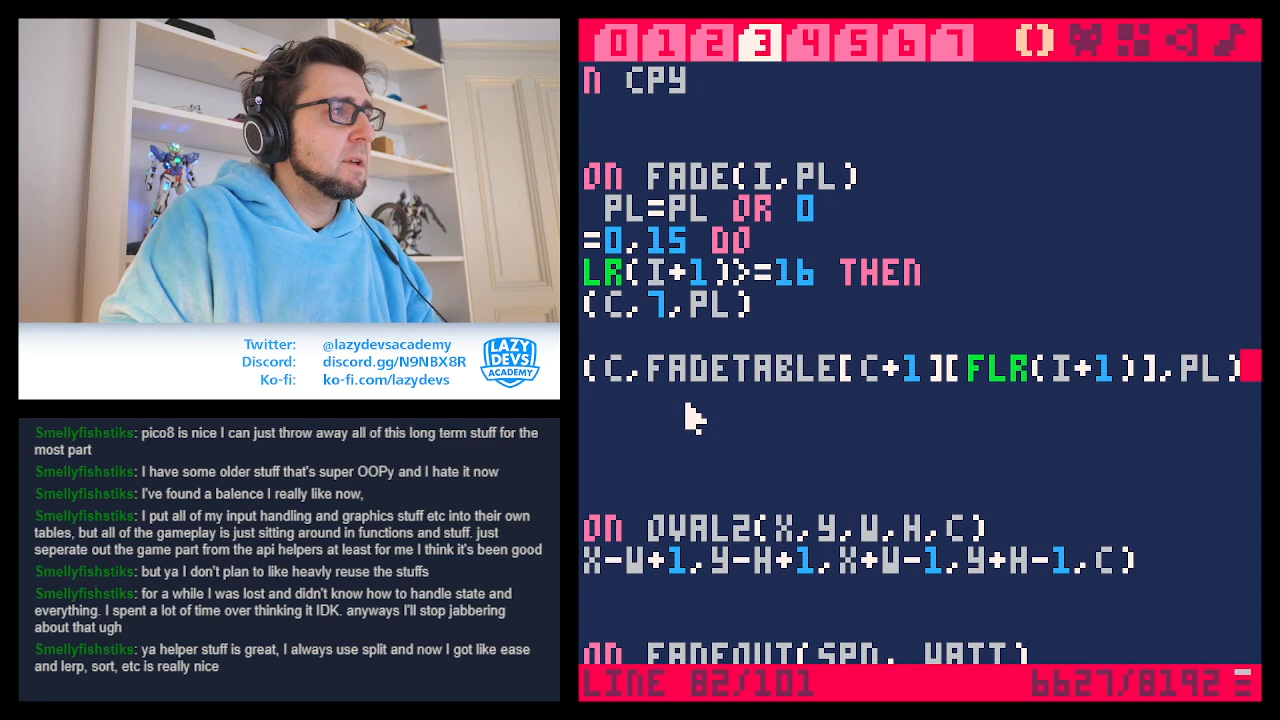 Twitter: @lazydevsacademy
Discord: discord.gg/N9NBX8R
Ko-fi: ko-fi.com/lazydevs
LAZY
DEVS
ACADEMY
Smellyfishstiks: pico8 is nice I can just throw away all of this long term stuff for the
most part
Smellyfishstiks: I have some older stuff that's super OOPy and I hate it now
Smellyfishstiks: I've found a balence I really like now,
Smellyfishstiks: I put all of my input handling and graphics stuff etc into their own
tables, but all of the gameplay is just sitting around in functions and stuff. just
seperate out the game part from the api helpers at least for me I think it's been good
Smellyfishstiks: but ya I don't plan to like heavly reuse the stuffs
Smellyfishstiks: for a while I was lost and didn't know how to handle state and
everything. I spent a lot of time over thinking it IDK. anyways I'll stop jabbering
about that ugh
Smellyfishstiks: ya helper stuff is great, I always use split and now I got like ease
and lerp, sort, etc is really nice
0 1 2 3 4 5 6 7 ()
N CPY
ON FADE(I,PL)
PL=PL OR 0
=0,15 DO
LR(I+1)>=16 THEN
(C,7,PL)
(C,FADETABLE[C+1][FLR(I+1)],PL)
ON OVAL2(X,Y,W,H,C)
X-W+1,Y-H+1,X+W-1,Y+H-1,C)
ON FADEOUT(SPD,_WAIT)
LINE 82/101 6627/8192